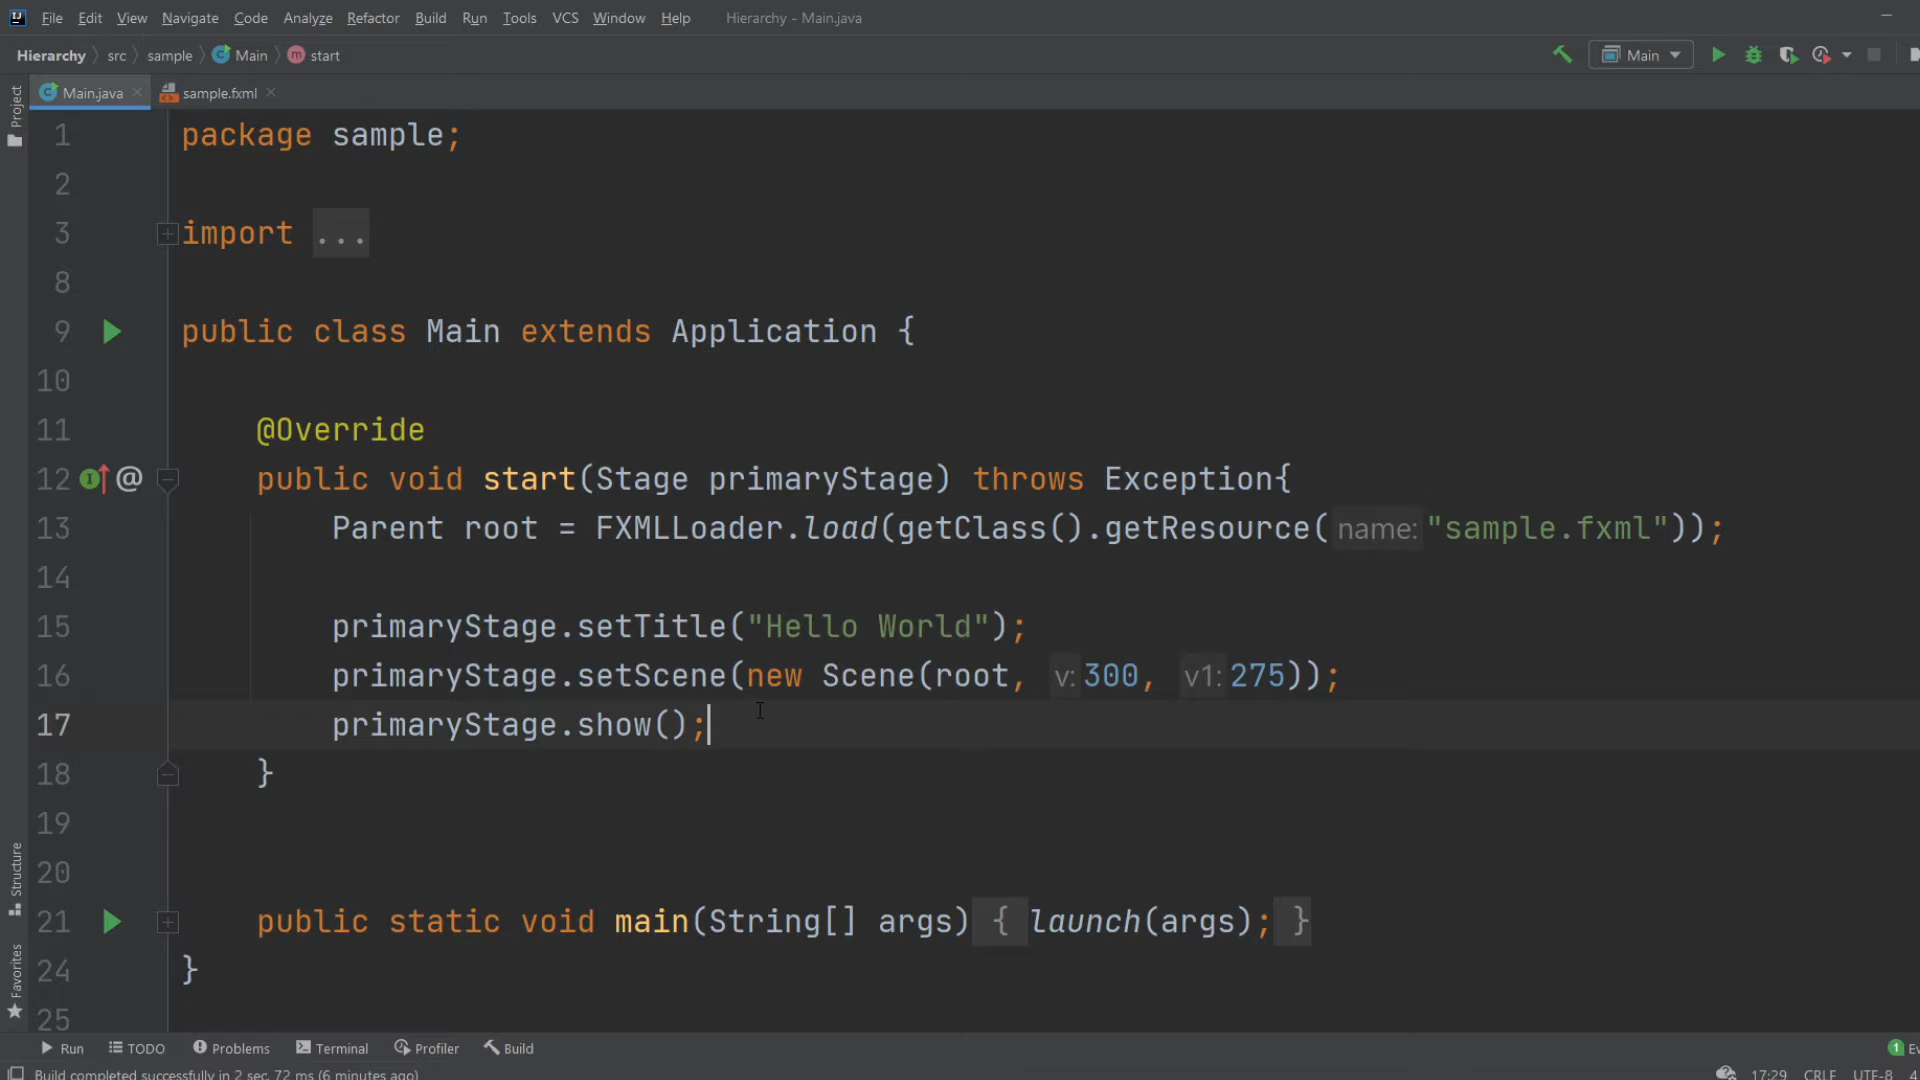 File Edit View Navigate Code Analyze Refactor Build Run Tools VCS Window Help Hierarchy - Main.java
Hierarchy src sample Main start Main
Main.java sample.fxml
Project
1 package sample;
2
3 import ...
8
9 public class Main extends Application {
10
11 @Override
12 public void start(Stage primaryStage) throws Exception{
13 Parent root = FXMLLoader.load(getClass().getResource( name: "sample.fxml"));
14
15 primaryStage.setTitle("Hello World");
16 primaryStage.setScene(new Scene(root, v: 300, v1: 275));
17 primaryStage.show();
18 }
19
20
21 public static void main(String[] args) { launch(args); }
24 }
25
Structure
Favorites
Run TODO Problems Terminal Profiler Build 1
Build completed successfully in 2 sec, 72 ms (6 minutes ago) 17:29 CRLF UTF-8 4